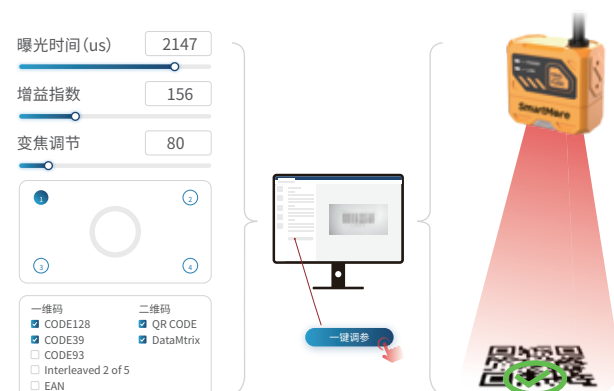 曝光时间(us) 2147
增益指数 156
变焦调节 80
1
2
3
4
一维码 二维码
CODE128 QR CODE
CODE39 DataMtrix
CODE93
Interleaved 2 of 5
EAN
一键调参
SmartMore